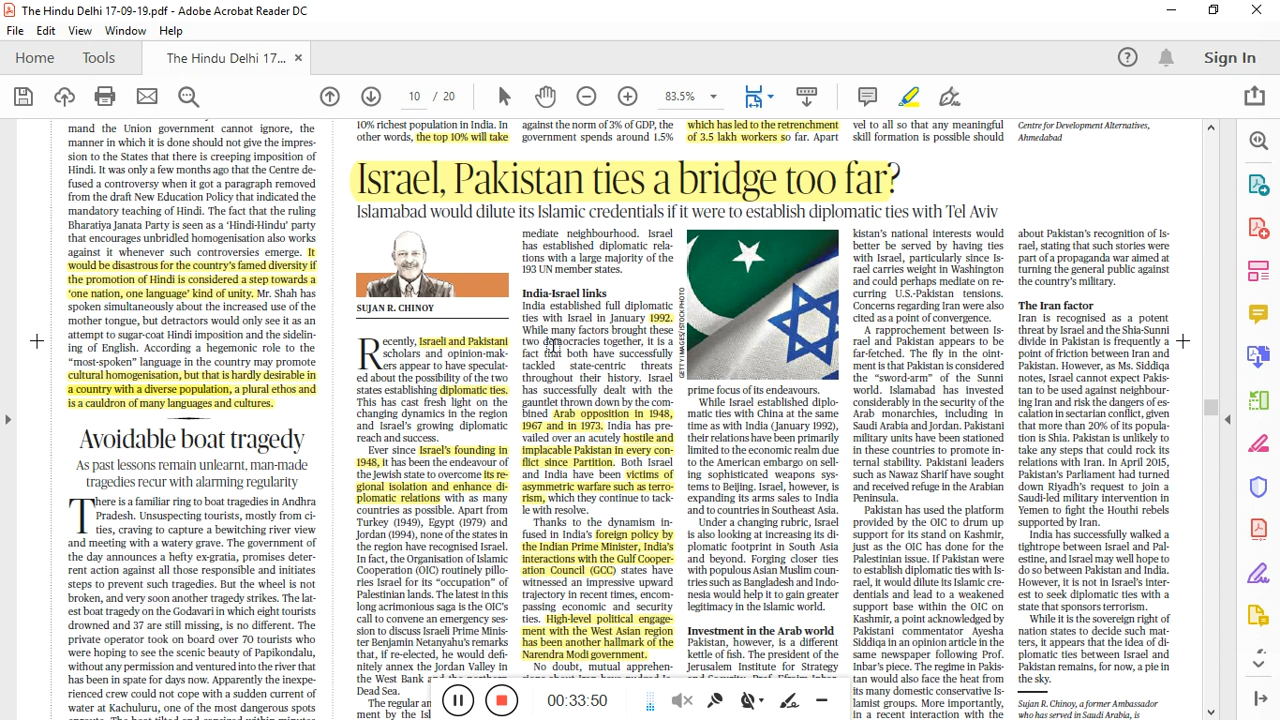 The Hindu Delhi 17-09-19.pdf - Adobe Acrobat Reader DC
File Edit View Window Help
Home Tools The Hindu Delhi 17... × Sign In
10 / 20 83.5%
mand the Union government cannot ignore, the
manner in which it is done should not give the impres-
sion to the States that there is creeping imposition of
Hindi. It was only a few months ago that the Centre de-
fused a controversy when it got a paragraph removed
from the draft New Education Policy that indicated the
mandatory teaching of Hindi. The fact that the ruling
Bharatiya Janata Party is seen as a 'Hindi-Hindu' party
that encourages unbridled homogenisation also works
against it whenever such controversies emerge. It
would be disastrous for the country's famed diversity if
the promotion of Hindi is considered a step towards a
'one nation, one language' kind of unity. Mr. Shah has
spoken simultaneously about the increased use of the
mother tongue, but detractors would only see it as an
attempt to sugar-coat Hindi imposition and the sidelin-
ing of English. According a hegemonic role to the
"most-spoken" language in the country may promote
cultural homogenisation, but that is hardly desirable in
a country with a diverse population, a plural ethos and
is a cauldron of many languages and cultures.
Avoidable boat tragedy
As past lessons remain unlearnt, man-made
tragedies recur with alarming regularity
There is a familiar ring to boat tragedies in Andhra
Pradesh. Unsuspecting tourists, mostly from ci-
ties, craving to capture a bewitching river view
and meeting with a watery grave. The government of
the day announces a hefty ex-gratia, promises deter-
rent action against all those responsible and initiates
steps to prevent such tragedies. But the wheel is not
broken, and very soon another tragedy strikes. The lat-
est boat tragedy on the Godavari in which eight tourists
drowned and 37 are still missing, is no different. The
private operator took on board over 70 tourists who
were hoping to see the scenic beauty of Papikondalu,
without any permission and ventured into the river that
has been in spate for days now. Apparently the inexpe-
rienced crew could not cope with a sudden current of
water at Kachuluru, one of the most dangerous spots
10% richest population in India. In
other words, the top 10% will take
against the norm of 3% of GDP, the
government spends around 1.5%
which has led to the retrenchment
of 3.5 lakh workers so far. Apart
vel to all so that any meaningful
skill formation is possible should
Centre for Development Alternatives,
Ahmedabad
Israel, Pakistan ties a bridge too far?
Islamabad would dilute its Islamic credentials if it were to establish diplomatic ties with Tel Aviv
SUJAN R. CHINOY
Recently, Israeli and Pakistani
scholars and opinion-mak-
ers appear to have speculat-
ed about the possibility of the two
states establishing diplomatic ties.
This has cast fresh light on the
changing dynamics in the region
and Israel's growing diplomatic
reach and success.
Ever since Israel's founding in
1948, it has been the endeavour of
the Jewish state to overcome its re-
gional isolation and enhance di-
plomatic relations with as many
countries as possible. Apart from
Turkey (1949), Egypt (1979) and
Jordan (1994), none of the states in
the region have recognised Israel.
In fact, the Organisation of Islamic
Cooperation (OIC) routinely pillo-
ries Israel for its "occupation" of
Palestinian lands. The latest in this
long acrimonious saga is the OIC's
call to convene an emergency ses-
sion to discuss Israeli Prime Minis-
ter Benjamin Netanyahu's remarks
that, if re-elected, he would defi-
nitely annex the Jordan Valley in
the West Bank and the northern
Dead Sea.
The regular
ment by the
mediate neighbourhood. Israel
has established diplomatic rela-
tions with a large majority of the
193 UN member states.
India-Israel links
India established full diplomatic
ties with Israel in January 1992.
While many factors brought these
two democracies together, it is a
fact that both have successfully
tackled state-centric threats
throughout their history. Israel
has successfully dealt with the
gauntlet thrown down by the com-
bined Arab opposition in 1948,
1967 and in 1973. India has pre-
vailed over an acutely hostile and
implacable Pakistan in every con-
flict since Partition. Both Israel
and India have been victims of
asymmetric warfare such as terro-
rism, which they continue to tack-
le with resolve.
Thanks to the dynamism in-
fused in India's foreign policy by
the Indian Prime Minister, India's
interactions with the Gulf Cooper-
ation Council (GCC) states have
witnessed an impressive upward
trajectory in recent times, encom-
passing economic and security
ties. High-level political engage-
ment with the West Asian region
has been another hallmark of the
Narendra Modi government.
No doubt, mutual apprehen-
GETTY IMAGES/ISTOCKPHOTO
prime focus of its endeavours.
While Israel established diplo-
matic ties with China at the same
time as with India (January 1992),
their relations have been primarily
limited to the economic realm due
to the American embargo on sell-
ing sophisticated weapons sys-
tems to Beijing. Israel, however, is
expanding its arms sales to India
and to countries in Southeast Asia.
Under a changing rubric, Israel
is also looking at increasing its di-
plomatic footprint in South Asia
and beyond. Forging closer ties
with populous Asian Muslim coun-
tries such as Bangladesh and Indo-
nesia would help it to gain greater
legitimacy in the Islamic world.
Investment in the Arab world
Pakistan, however, is a different
kettle of fish. The president of the
Jerusalem Institute for Strategy
kistan's national interests would
better be served by having ties
with Israel, particularly since Is-
rael carries weight in Washington
and could perhaps mediate on re-
curring U.S.-Pakistan tensions.
Concerns regarding Iran were also
cited as a point of convergence.
A rapprochement between Is-
rael and Pakistan appears to be
far-fetched. The fly in the oint-
ment is that Pakistan is considered
the "sword-arm" of the Sunni
world. Islamabad has invested
considerably in the security of the
Arab monarchies, including in
Saudi Arabia and Jordan. Pakistani
military units have been stationed
in these countries to promote in-
ternal stability. Pakistani leaders
such as Nawaz Sharif have sought
and received refuge in the Arabian
Peninsula.
Pakistan has used the platform
provided by the OIC to drum up
support for its stand on Kashmir,
just as the OIC has done for the
Palestinian issue. If Pakistan were
to establish diplomatic ties with Is-
rael, it would dilute its Islamic cre-
dentials and lead to a weakened
support base within the OIC on
Kashmir, a point acknowledged by
Pakistani commentator Ayesha
Siddiqa in an opinion article in the
same newspaper following Prof.
Inbar's piece. The regime in Pakis-
tan would also face the heat from
its many domestic conservative Is-
lamist groups. More importantly,
in a recent interaction with the
about Pakistan's recognition of Is-
rael, stating that such stories were
part of a propaganda war aimed at
turning the general public against
the country's military.
The Iran factor
Iran is recognised as a potent
threat by Israel and the Shia-Sunni
divide in Pakistan is frequently a
point of friction between Iran and
Pakistan. However, as Ms. Siddiqa
notes, Israel cannot expect Pakis-
tan to be used against neighbour-
ing Iran and risk the dangers of es-
calation in sectarian conflict, given
that more than 20% of its popula-
tion is Shia. Pakistan is unlikely to
take any steps that could rock its
relations with Iran. In April 2015,
Pakistan's Parliament had turned
down Riyadh's request to join a
Saudi-led military intervention in
Yemen to fight the Houthi rebels
supported by Iran.
India has successfully walked a
tightrope between Israel and Pal-
estine, and Israel may well hope to
do so between Pakistan and India.
However, it is not in Israel's inter-
est to seek diplomatic ties with a
state that sponsors terrorism.
While it is the sovereign right of
nation states to decide such mat-
ters, it appears that the idea of di-
plomatic ties between Israel and
Pakistan remains, for now, a pie in
the sky.
Sujan R. Chinoy, a former Ambassador
who has served in Saudi Arabia, is
00:33:50